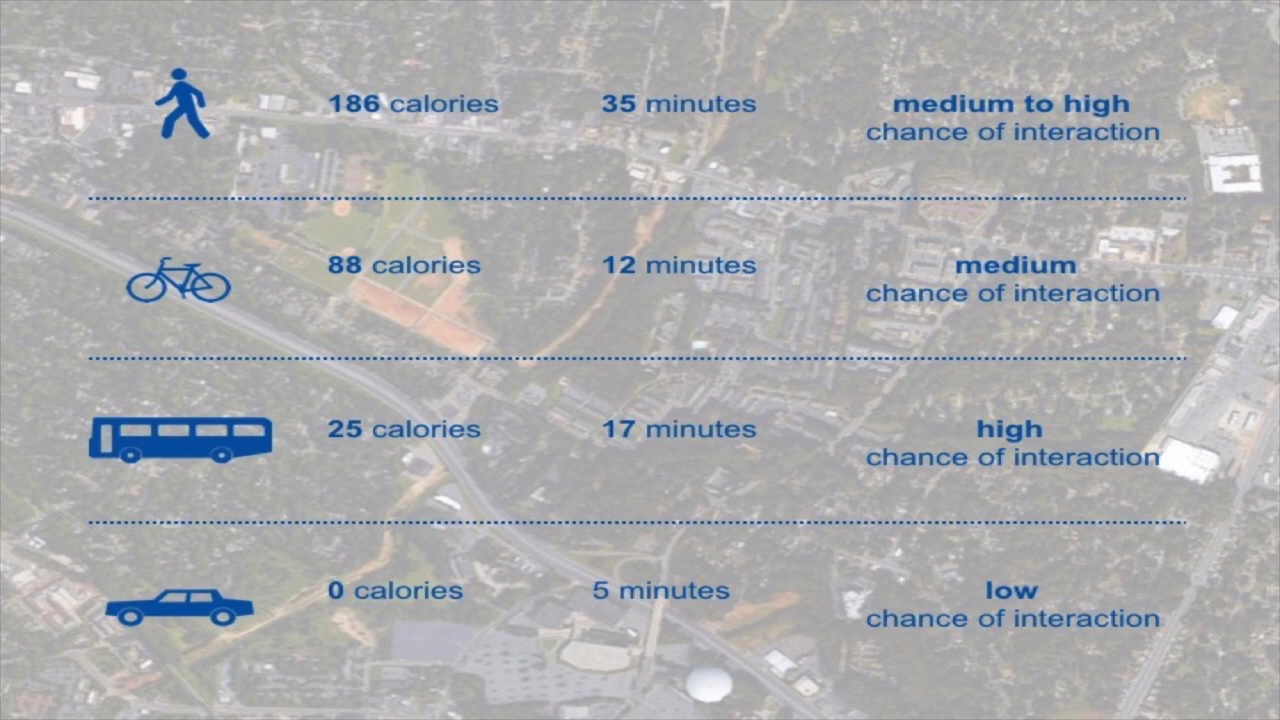 186 calories 35 minutes medium to high
chance of interaction
88 calories 12 minutes medium
chance of interaction
25 calories 17 minutes high
chance of interaction
0 calories 5 minutes low
chance of interaction